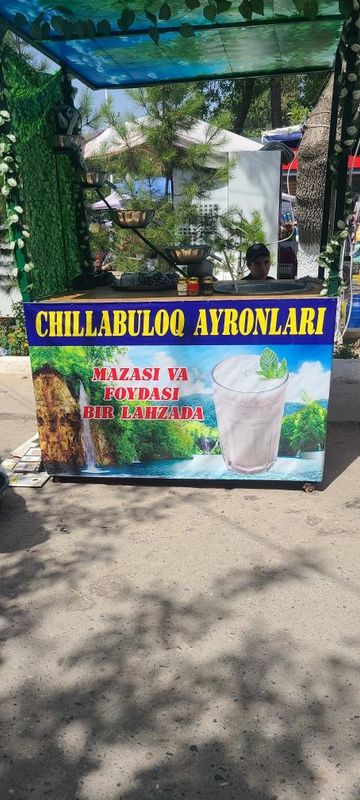 CHILLABULOQ AYRONLARI
MAZASI VA
FOYDASI
BIR LAHZADA